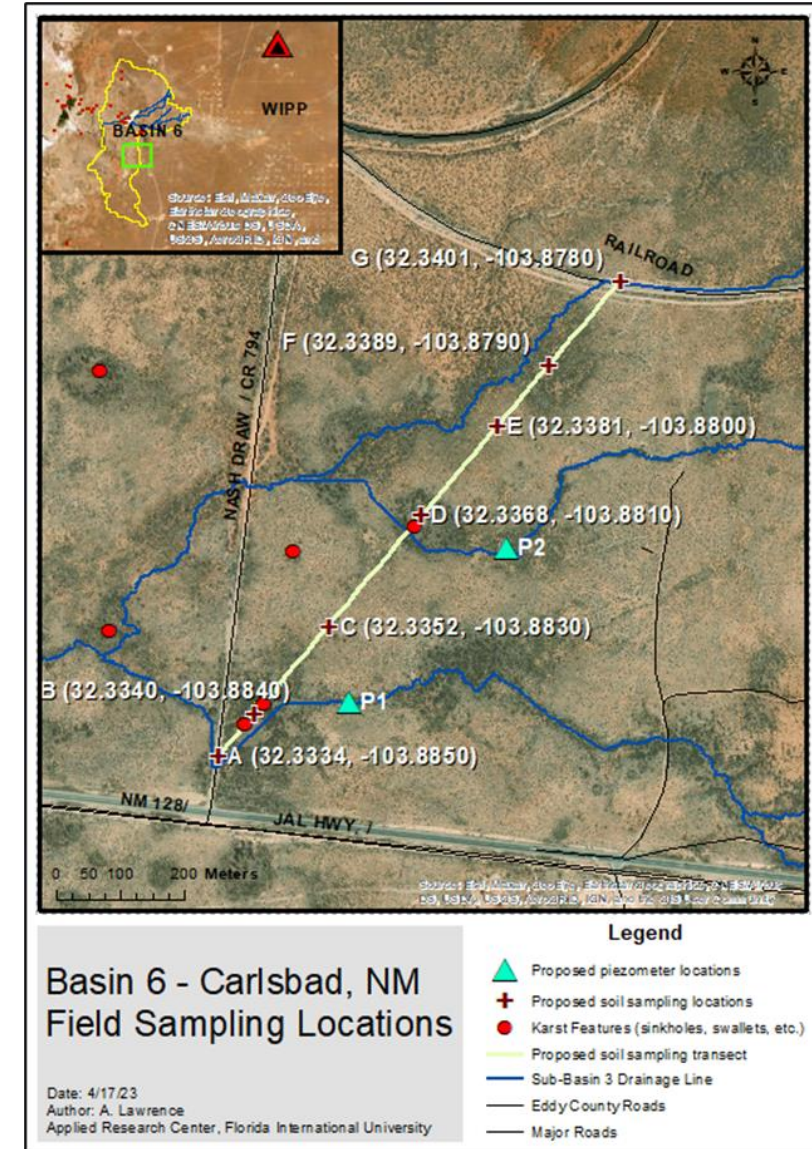 WIPP
BASIN 6
N
W E
S
RAILROAD
G (32.3401, -103.8780)
F (32.3389, -103.8790)
NASH DRAW / CR 794
E (32.3381, -103.8800)
D (32.3368, -103.8810)
P2
C (32.3352, -103.8830)
B (32.3340, -103.8840)
P1
A (32.3334, -103.8850)
NM 128/
JAL HWY, /
0 50 100 200 Meters
Basin 6 - Carlsbad, NM
Field Sampling Locations
Date: 4/17/23
Author: A. Lawrence
Applied Research Center, Florida International University
Legend
Proposed piezometer locations
Proposed soil sampling locations
Karst Features (sinkholes, swallets, etc.)
Proposed soil sampling transect
Sub-Basin 3 Drainage Line
Eddy County Roads
Major Roads